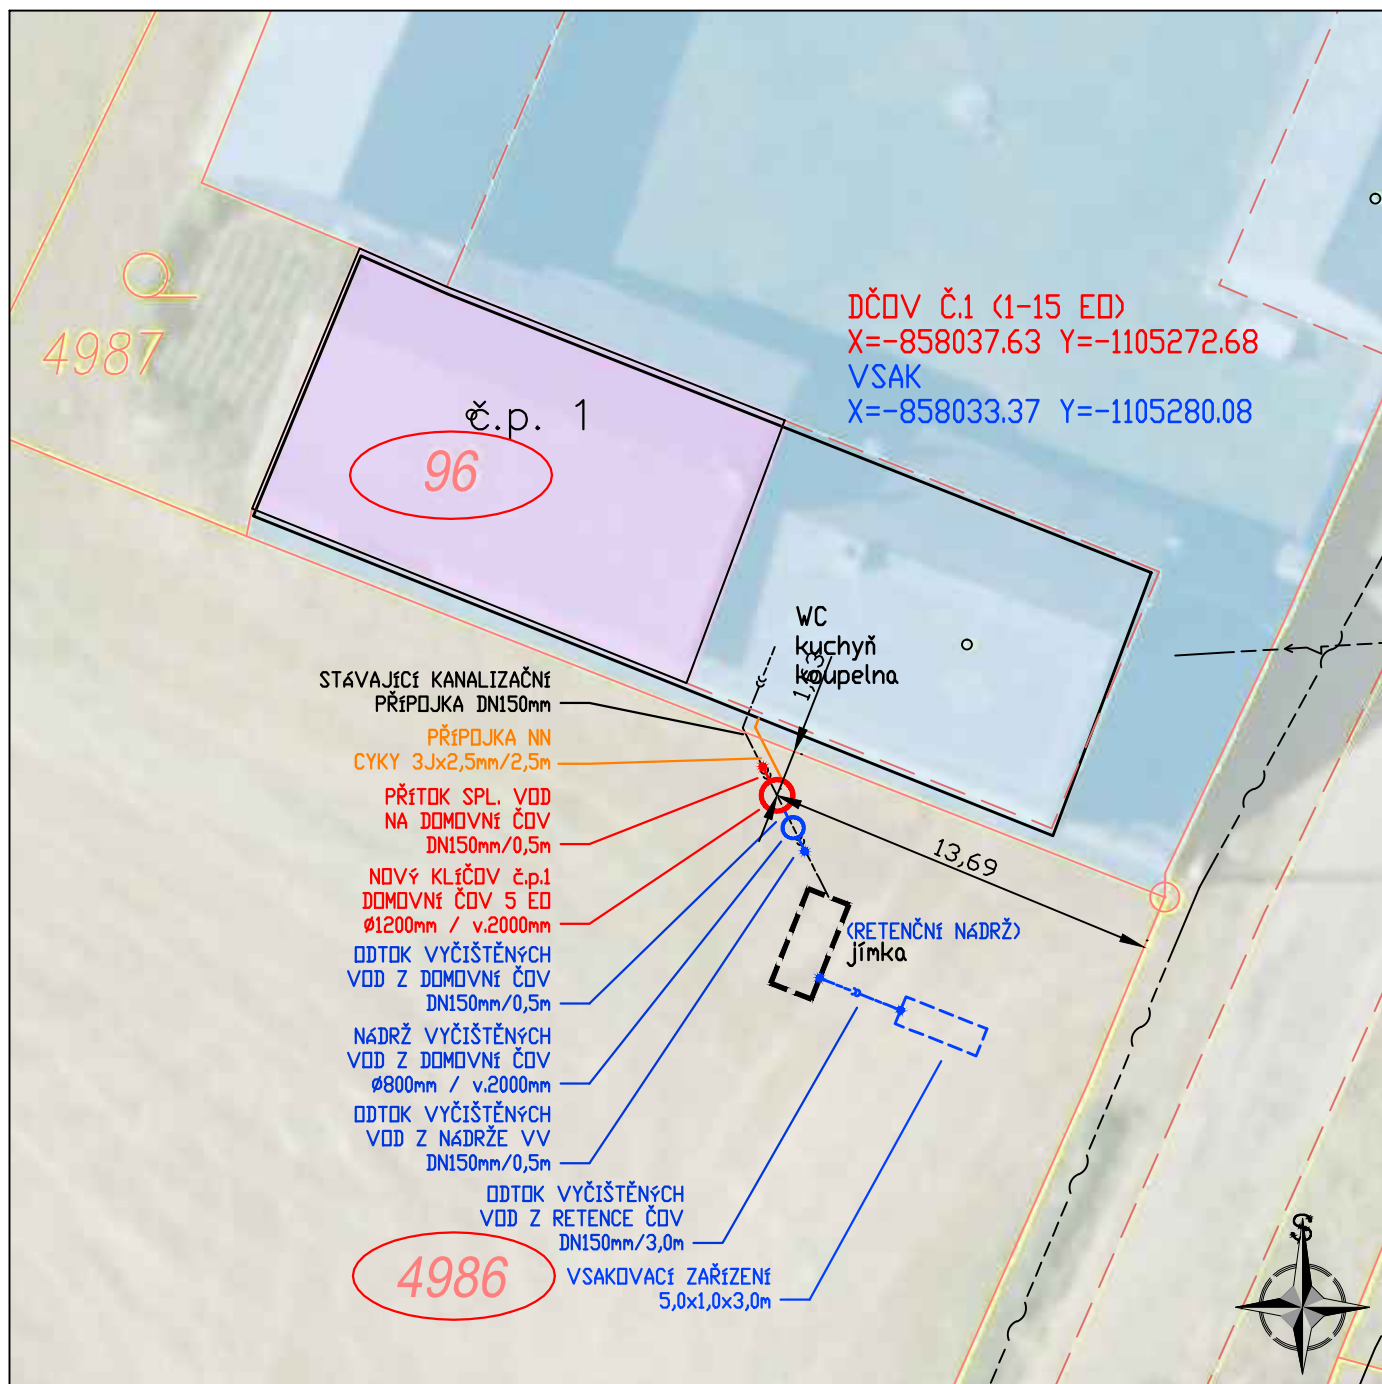 4987
č.p. 1
96
DČOV Č.1 (1-15 EO)
X=-858037.63 Y=-1105272.68
VSAK
X=-858033.37 Y=-1105280.08
WC
kuchyň
koupelna
1,63
13,69
STÁVAJÍCÍ KANALIZAČNÍ
PŘÍPOJKA DN150mm
PŘÍPOJKA NN
CYKY 3Jx2,5mm/2,5m
PŘÍTOK SPL. VOD
NA DOMOVNÍ ČOV
DN150mm/0,5m
NOVÝ KLÍČOV č.p.1
DOMOVNÍ ČOV 5 EO
Ø1200mm / v.2000mm
ODTOK VYČIŠTĚNÝCH
VOD Z DOMOVNÍ ČOV
DN150mm/0,5m
NÁDRŽ VYČIŠTĚNÝCH
VOD Z DOMOVNÍ ČOV
Ø800mm / v.2000mm
ODTOK VYČIŠTĚNÝCH
VOD Z NÁDRŽE VV
DN150mm/0,5m
(RETENČNÍ NÁDRŽ)
jímka
ODTOK VYČIŠTĚNÝCH
VOD Z RETENCE ČOV
DN150mm/3,0m
VSAKOVACÍ ZAŘÍZENÍ
5,0x1,0x3,0m
4986
S